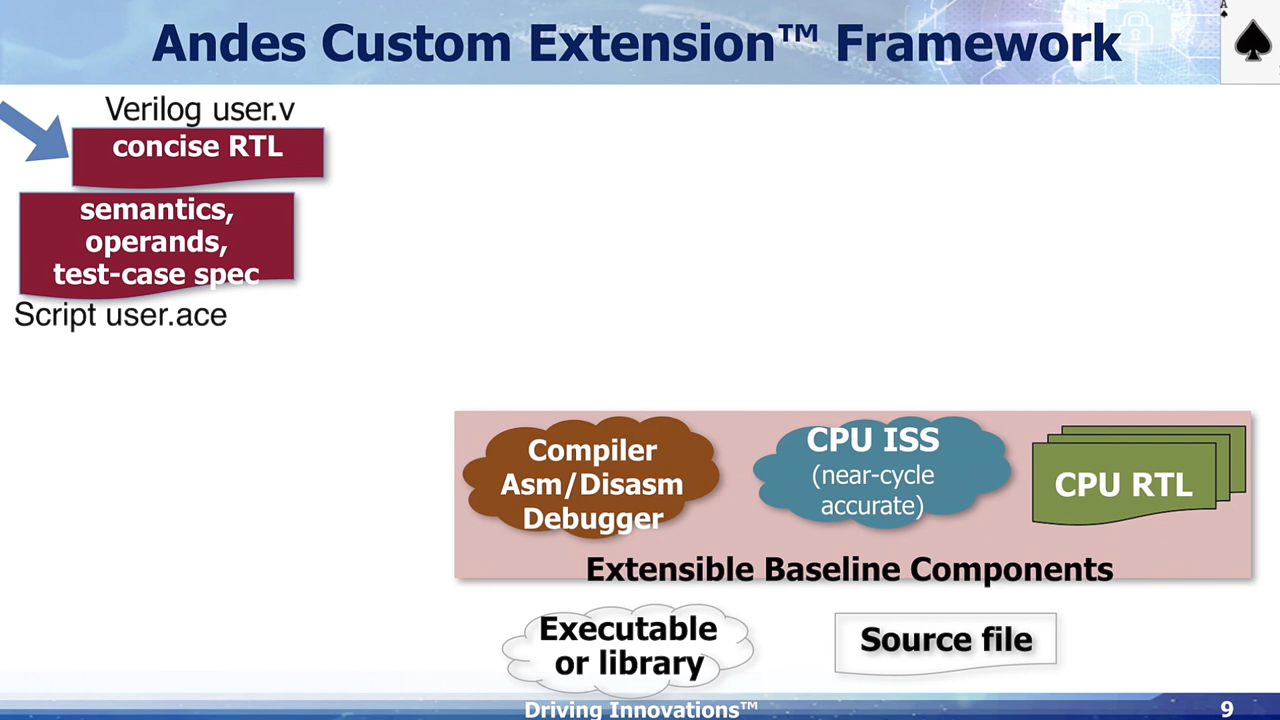 Andes Custom Extension™ Framework
A
Verilog user.v
concise RTL
semantics,
operands,
test-case spec
Script user.ace
Compiler
Asm/Disasm
Debugger
CPU ISS
(near-cycle
accurate)
CPU RTL
Extensible Baseline Components
Executable
or library
Source file
Driving Innovations™
9